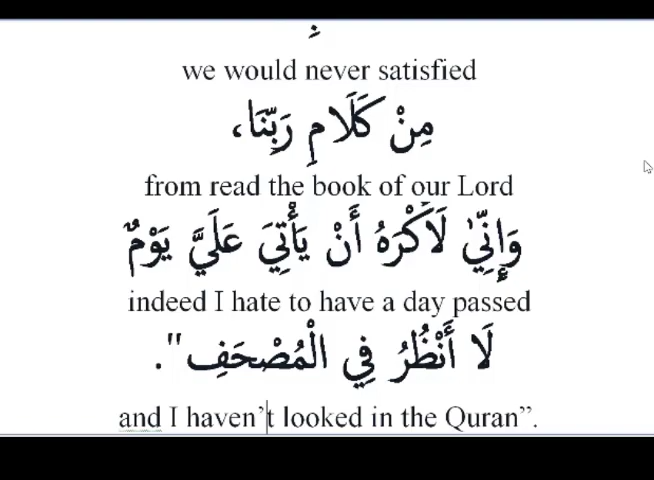 we would never satisfied
مِنْ كَلَامِ رَبِّنَا،
from read the book of our Lord
وَإِنِّيْ لَأَكْرَهُ أَنْ يَأْتِيَ عَلَيَّ يَوْمٌ
indeed I hate to have a day passed
لَا أَنْظُرُ فِي الْمُصْحَفِ".
and I haven’t looked in the Quran”.